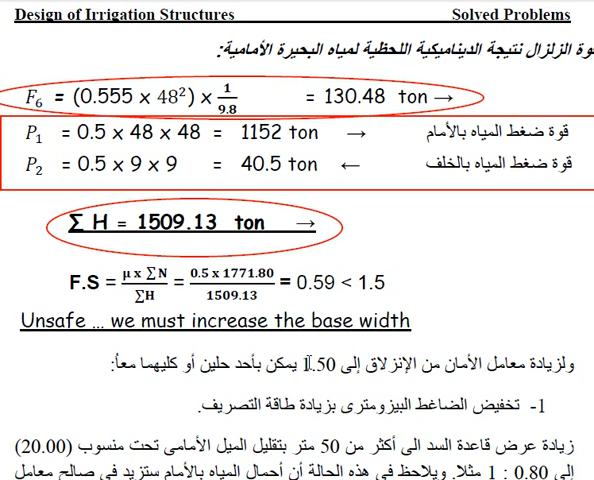 Design of Irrigation Structures Solved Problems
قوة الزلزال نتيجة الديناميكية اللحظية لمياه البحيرة الأمامية:
F₆ = (0.555 x 48²) x 1/9.8 = 130.48 ton →
P₁ = 0.5 x 48 x 48 = 1152 ton → قوة ضغط المياه بالأمام
P₂ = 0.5 x 9 x 9 = 40.5 ton ← قوة ضغط المياه بالخلف
∑ H = 1509.13 ton →
F.S = μ x ∑N / ∑H = 0.5 x 1771.80 / 1509.13 = 0.59 < 1.5
Unsafe ... we must increase the base width
ولزيادة معامل الأمان من الإنزلاق إلى 1.50 يمكن بأحد حلين أو كليهما معاً:
1- تخفيض الضاغط البيزومترى بزيادة طاقة التصريف.
زيادة عرض قاعدة السد الى أكثر من 50 متر بتقليل الميل الأمامى تحت منسوب (20.00)
إلى 0.80 : 1 مثلا. ويلاحظ فى هذه الحالة أن أحمال المياه بالأمام ستزيد فى صالح معامل